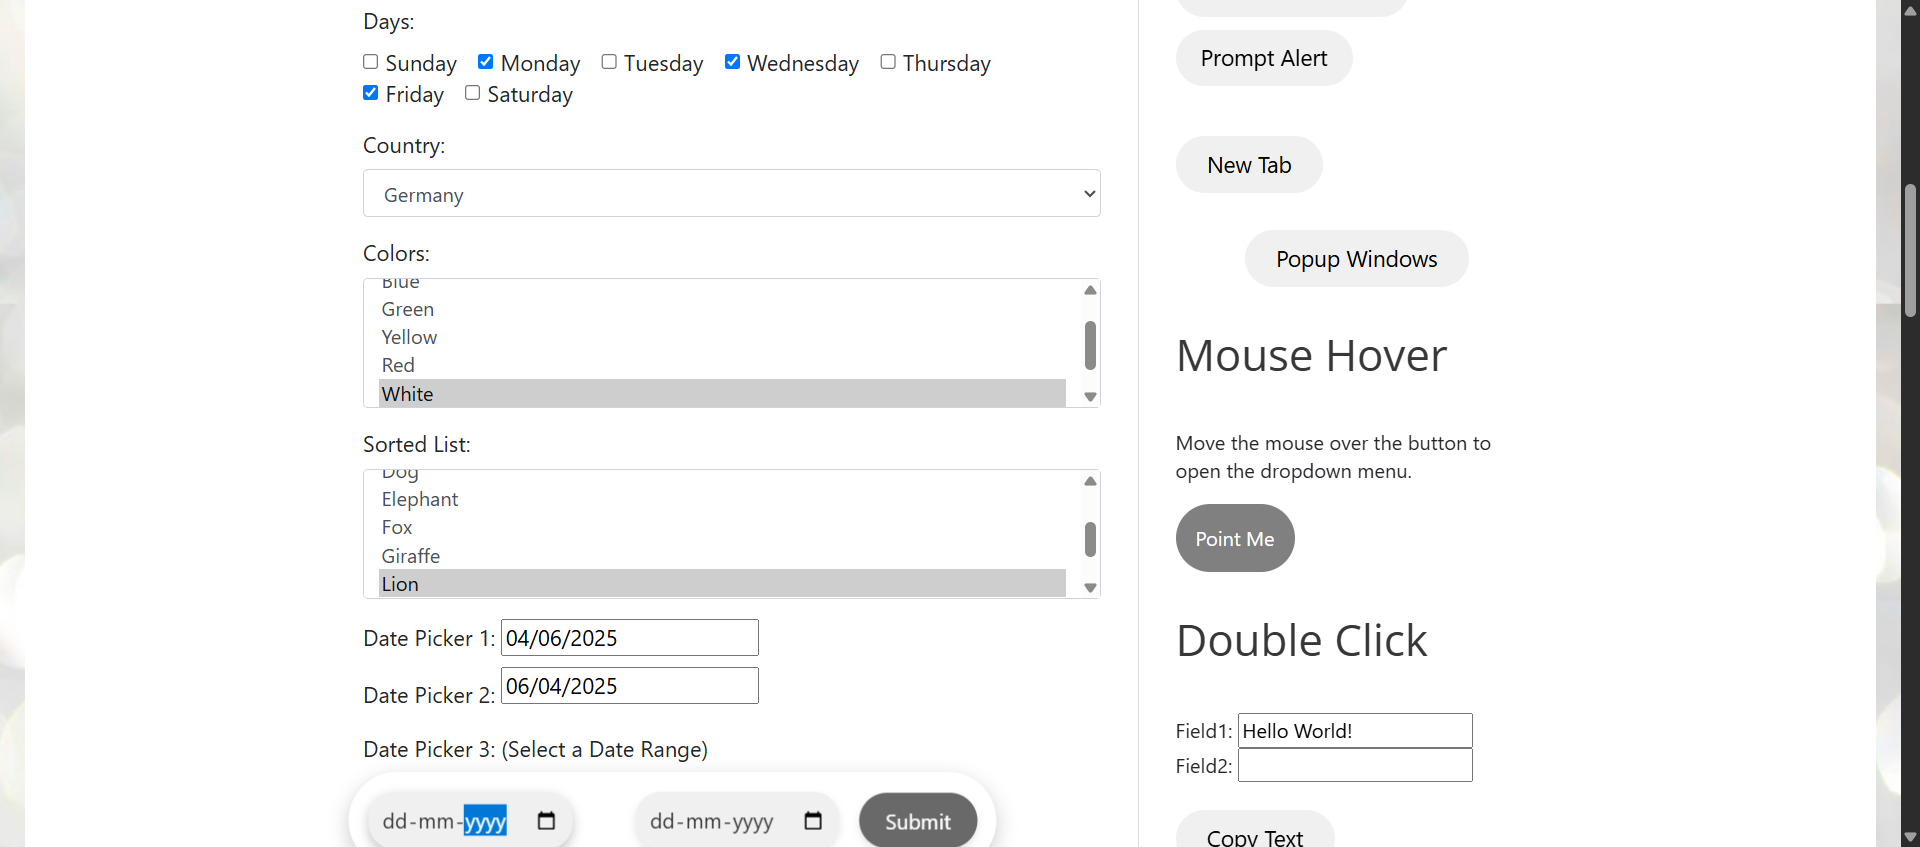 Days:
Sunday Monday Tuesday Wednesday Thursday
Friday Saturday
Country:
Germany
Colors:
Blue
Green
Yellow
Red
White
Sorted List:
Dog
Elephant
Fox
Giraffe
Lion
Date Picker 1: 04/06/2025
Date Picker 2: 06/04/2025
Date Picker 3: (Select a Date Range)
dd-mm-yyyy dd-mm-yyyy Submit
Prompt Alert
New Tab
Popup Windows
Mouse Hover
Move the mouse over the button to
open the dropdown menu.
Point Me
Double Click
Field1: Hello World!
Field2:
Copy Text